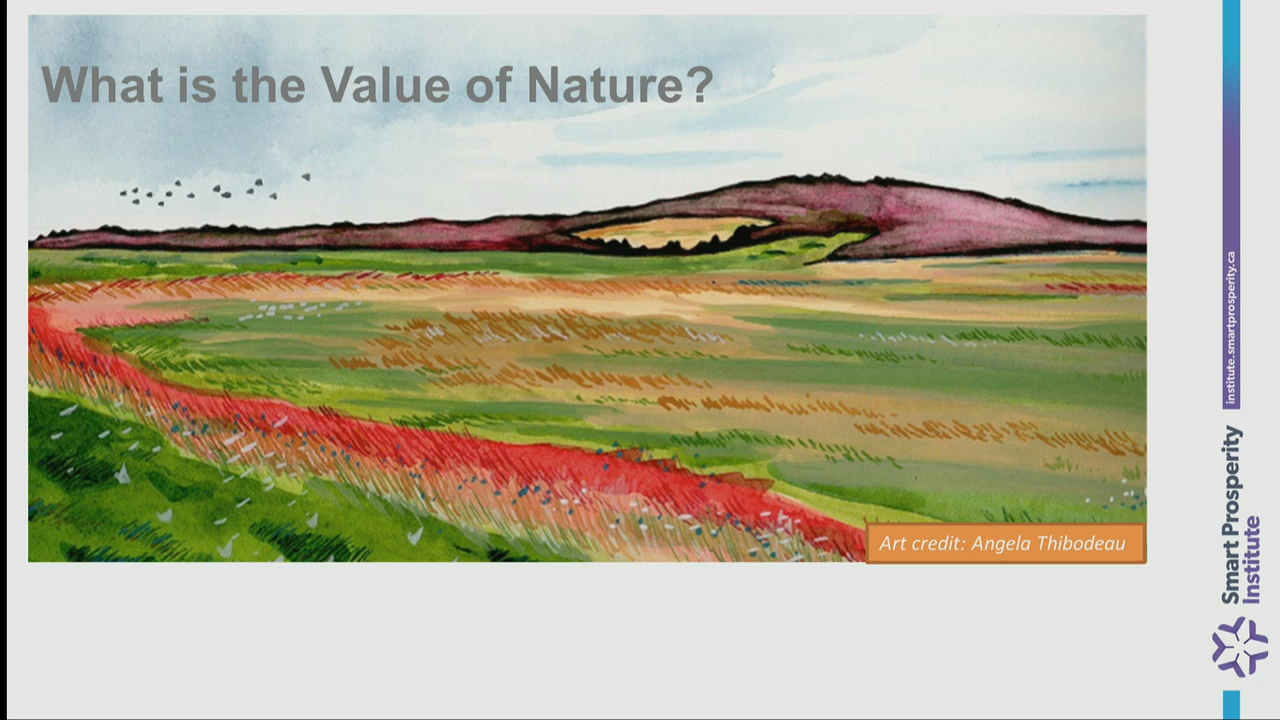 What is the Value of Nature?
Art credit: Angela Thibodeau
institute.smartprosperity.ca
Smart Prosperity
Institute